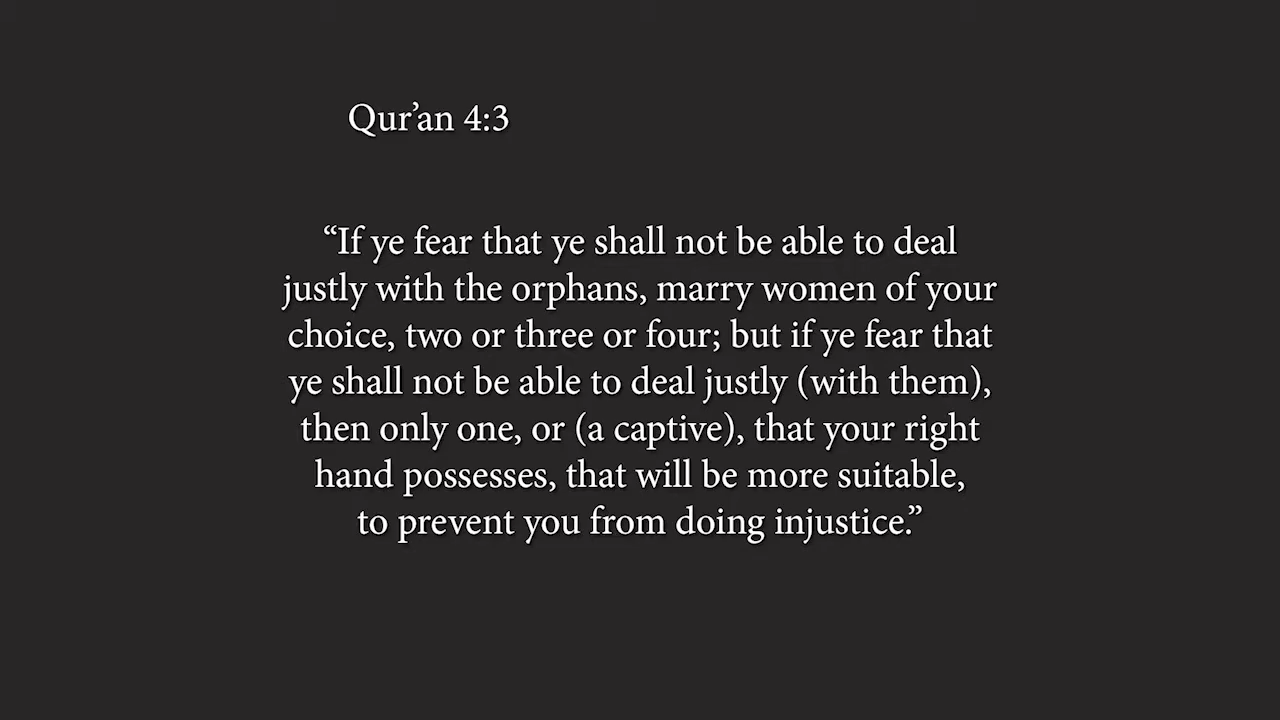 Qur’an 4:3
“If ye fear that ye shall not be able to deal
justly with the orphans, marry women of your
choice, two or three or four; but if ye fear that
ye shall not be able to deal justly (with them),
then only one, or (a captive), that your right
hand possesses, that will be more suitable,
to prevent you from doing injustice.”